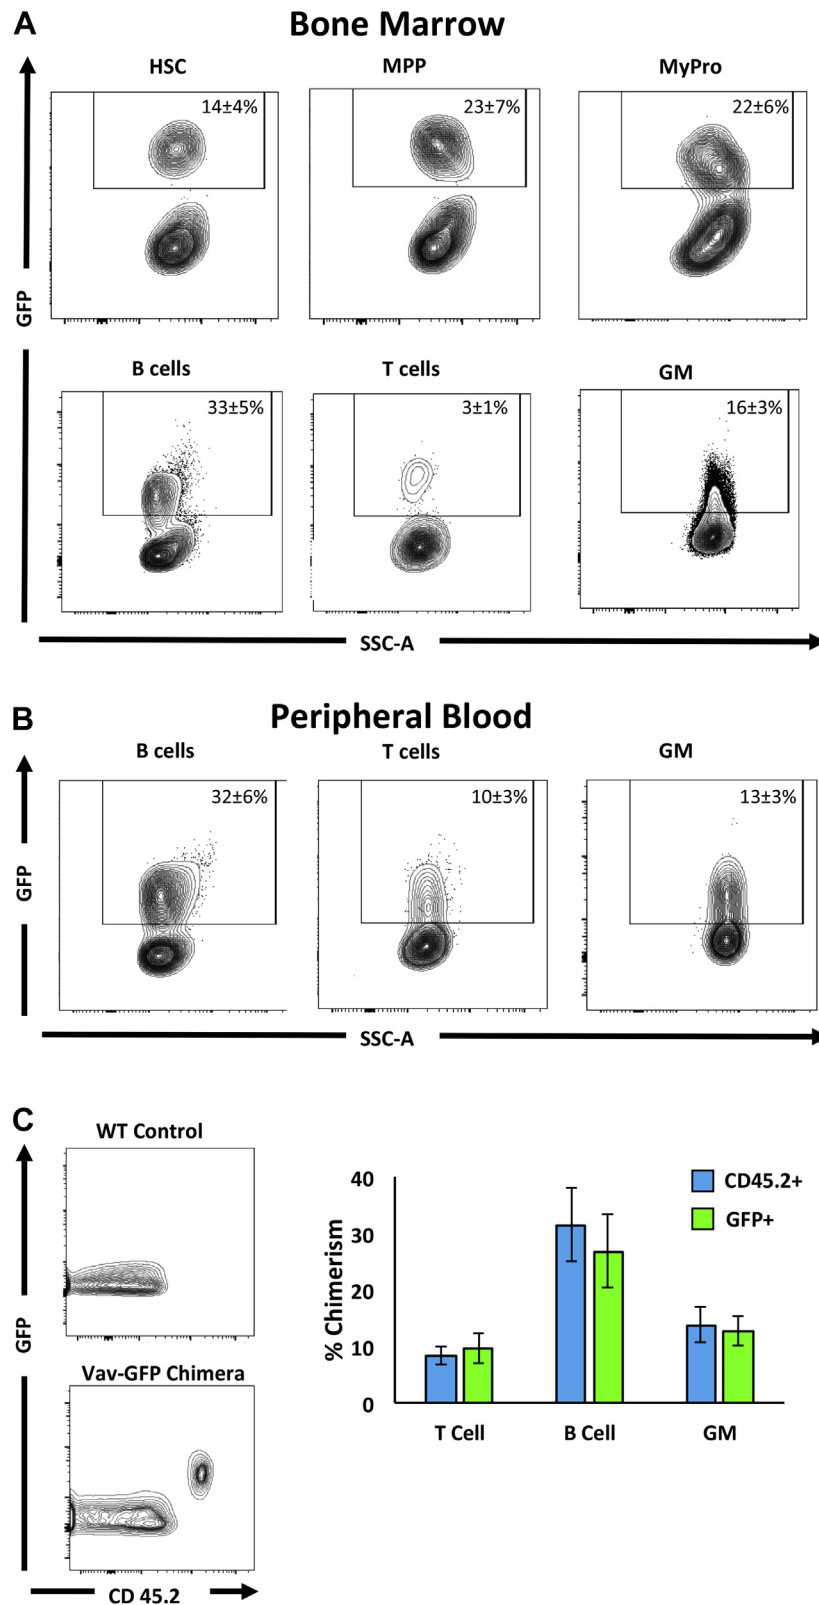 A
Bone Marrow
HSC
MPP
MyPro
14±4%
23±7%
22±6%
GFP
B cells
T cells
GM
33±5%
3±1%
16±3%
SSC-A
B
Peripheral Blood
B cells
T cells
GM
32±6%
10±3%
13±3%
GFP
SSC-A
C
WT Control
Vav-GFP Chimera
GFP
CD 45.2
% Chimerism
40
30
20
10
0
CD45.2+
GFP+
T Cell
B Cell
GM